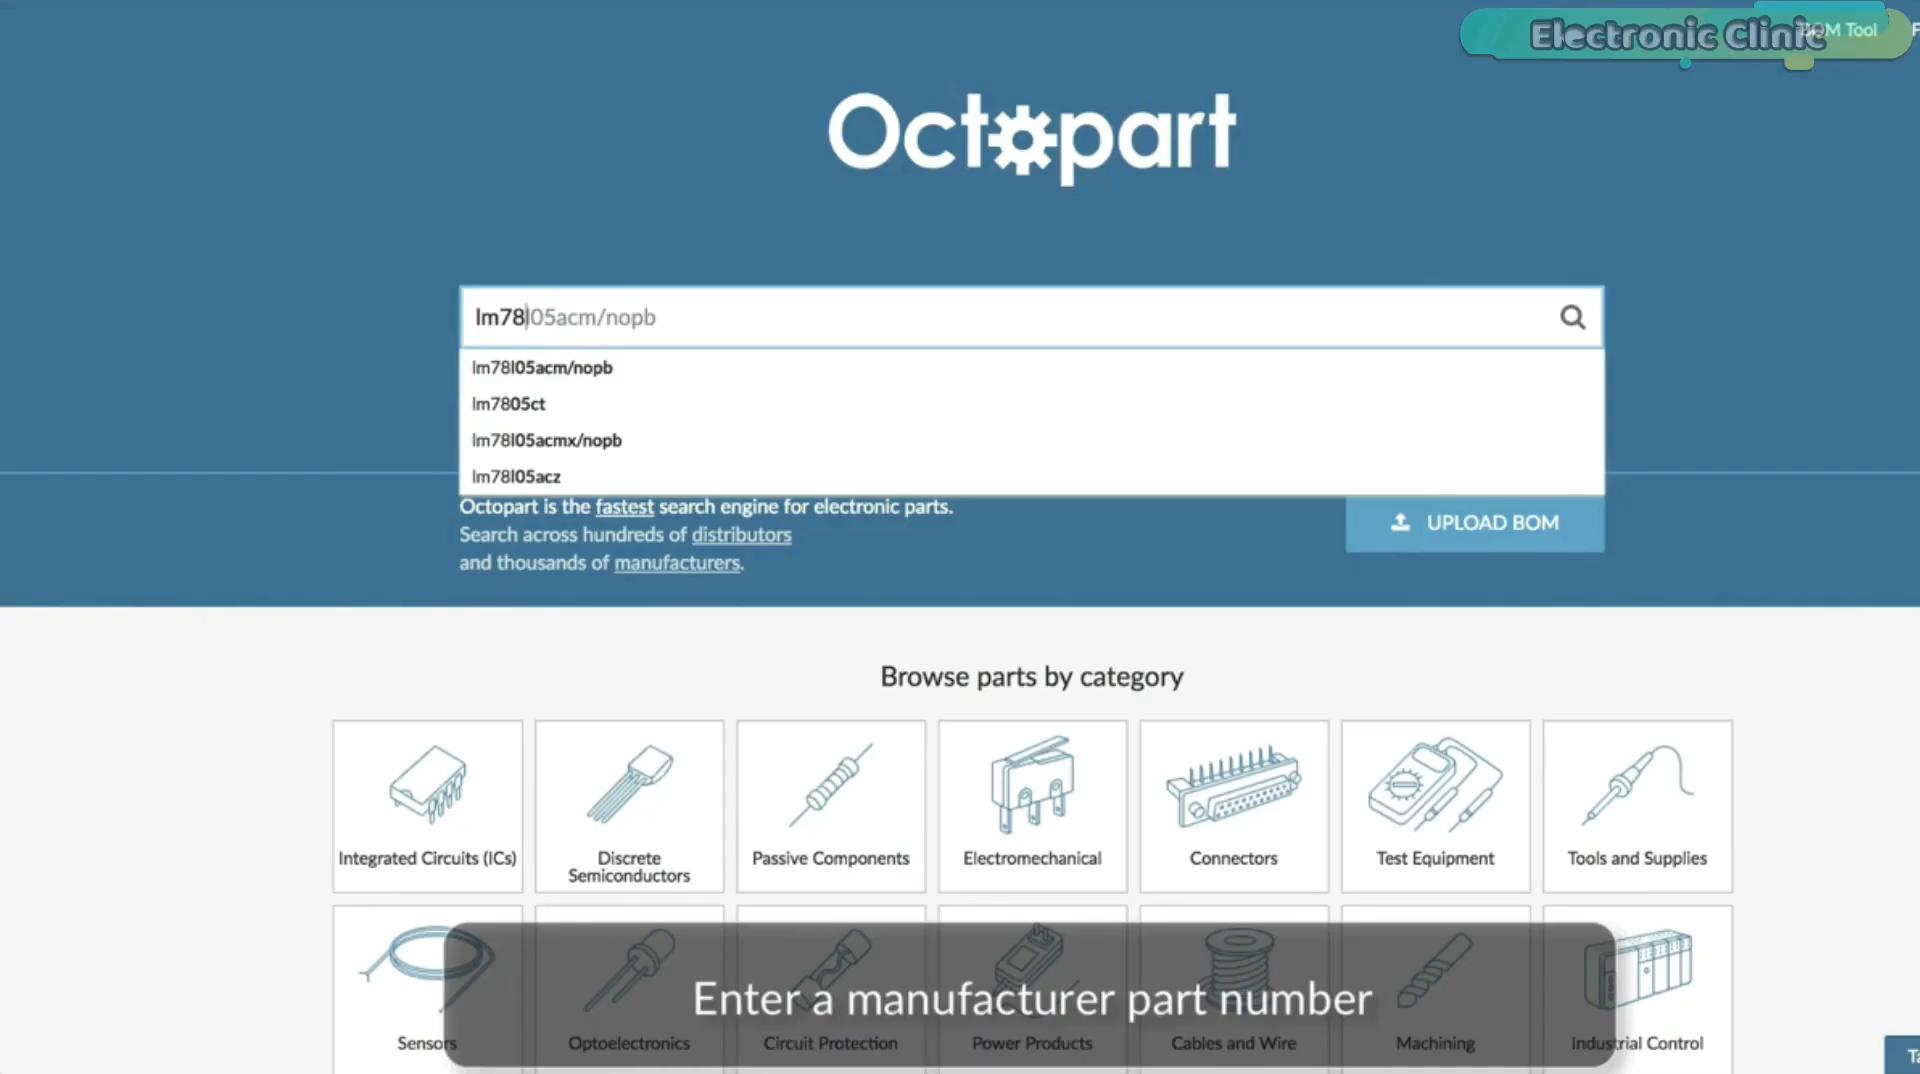 Electronic Clinic
BOM Tool
Octopart
lm78l05acm/nopb
lm78l05acm/nopb
lm7805ct
lm78l05acmx/nopb
lm78l05acz
Octopart is the fastest search engine for electronic parts.
Search across hundreds of distributors
and thousands of manufacturers.
UPLOAD BOM
Browse parts by category
Integrated Circuits (ICs)
Discrete
Semiconductors
Passive Components
Electromechanical
Connectors
Test Equipment
Tools and Supplies
Enter a manufacturer part number
Sensors
Optoelectronics
Circuit Protection
Power Products
Cables and Wire
Machining
Industrial Control